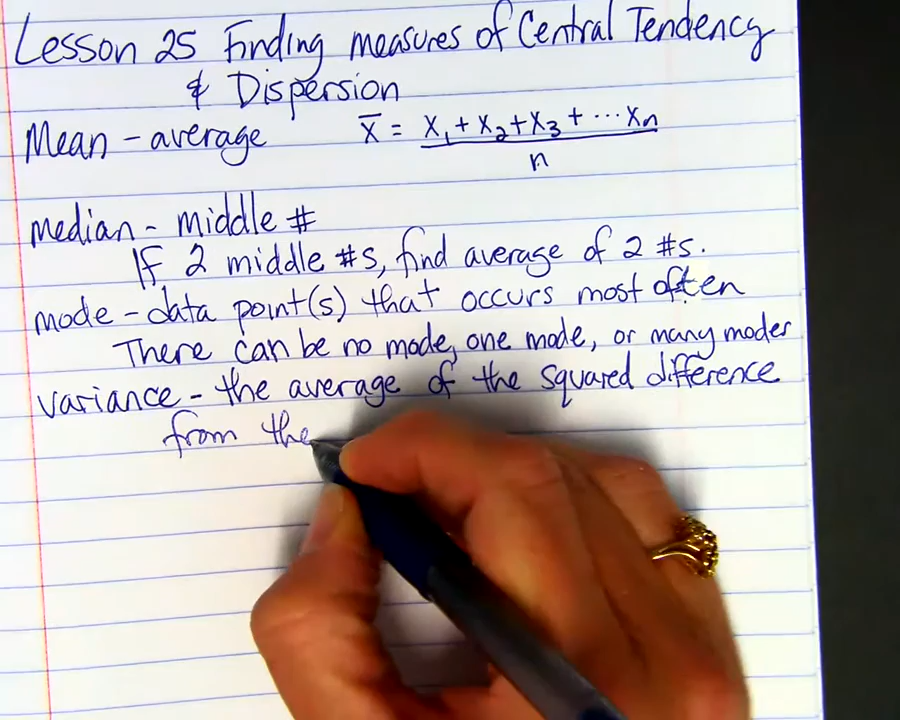 Lesson 25 Finding measures of Central Tendency
& Dispersion
Mean - average x̄ = x₁ + x₂ + x₃ + ... xₙ / n
median - middle #
If 2 middle #s, find average of 2 #s.
mode - data point(s) that occurs most often
There can be no mode, one mode, or many modes
variance - the average of the squared difference
from the